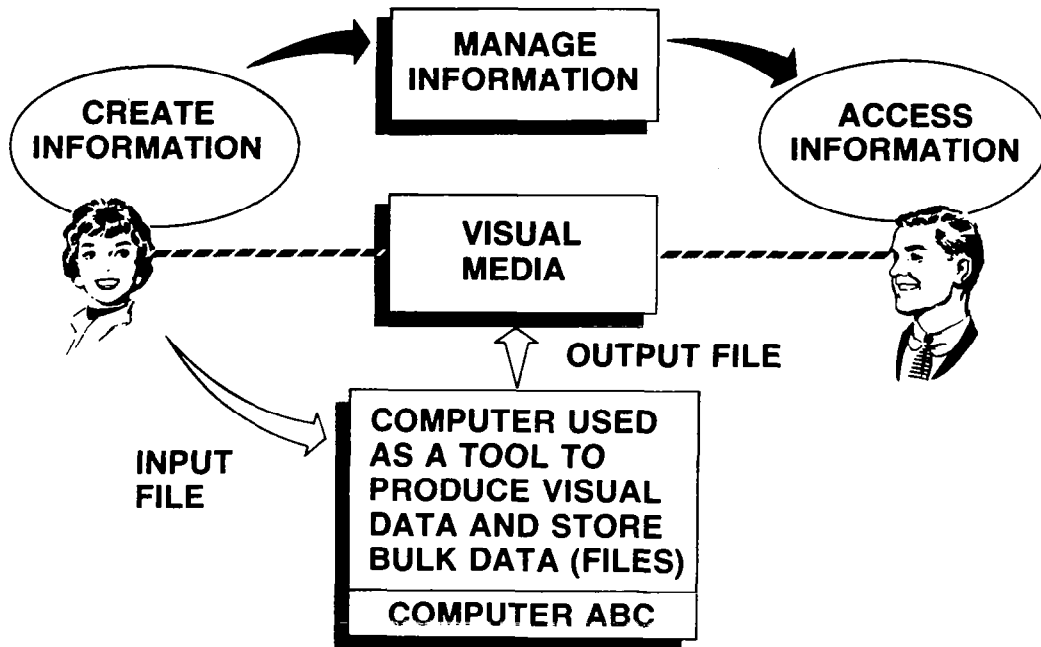 MANAGE
INFORMATION
CREATE
INFORMATION
ACCESS
INFORMATION
VISUAL
MEDIA
OUTPUT FILE
INPUT
FILE
COMPUTER USED
AS A TOOL TO
PRODUCE VISUAL
DATA AND STORE
BULK DATA (FILES)
COMPUTER ABC